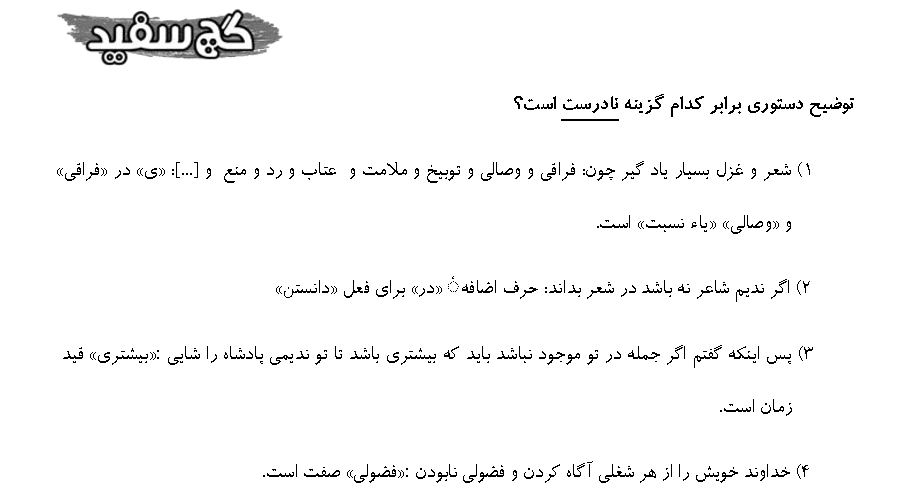 گچ سفید
توضیح دستوری برابر کدام گزینه نادرست است؟
۱) شعر و غزل بسیار یاد گیر چون: فراقی و وصالی و توبیخ و ملامت و عتاب و رد و منع و [...]: «ی» در «فراقی»
و «وصالی» «یاء نسبت» است.
۲) اگر ندیم شاعر نه باشد در شعر بداند: حرف اضافهٔ «در» برای فعل «دانستن»
۳) پس اینکه گفتم اگر جمله در تو موجود نباشد باید که بیشتری باشد تا تو ندیمی پادشاه را شایی :«بیشتری» قید
زمان است.
۴) خداوند خویش را از هر شغلی آگاه کردن و فضولی نابودن :«فضولی» صفت است.